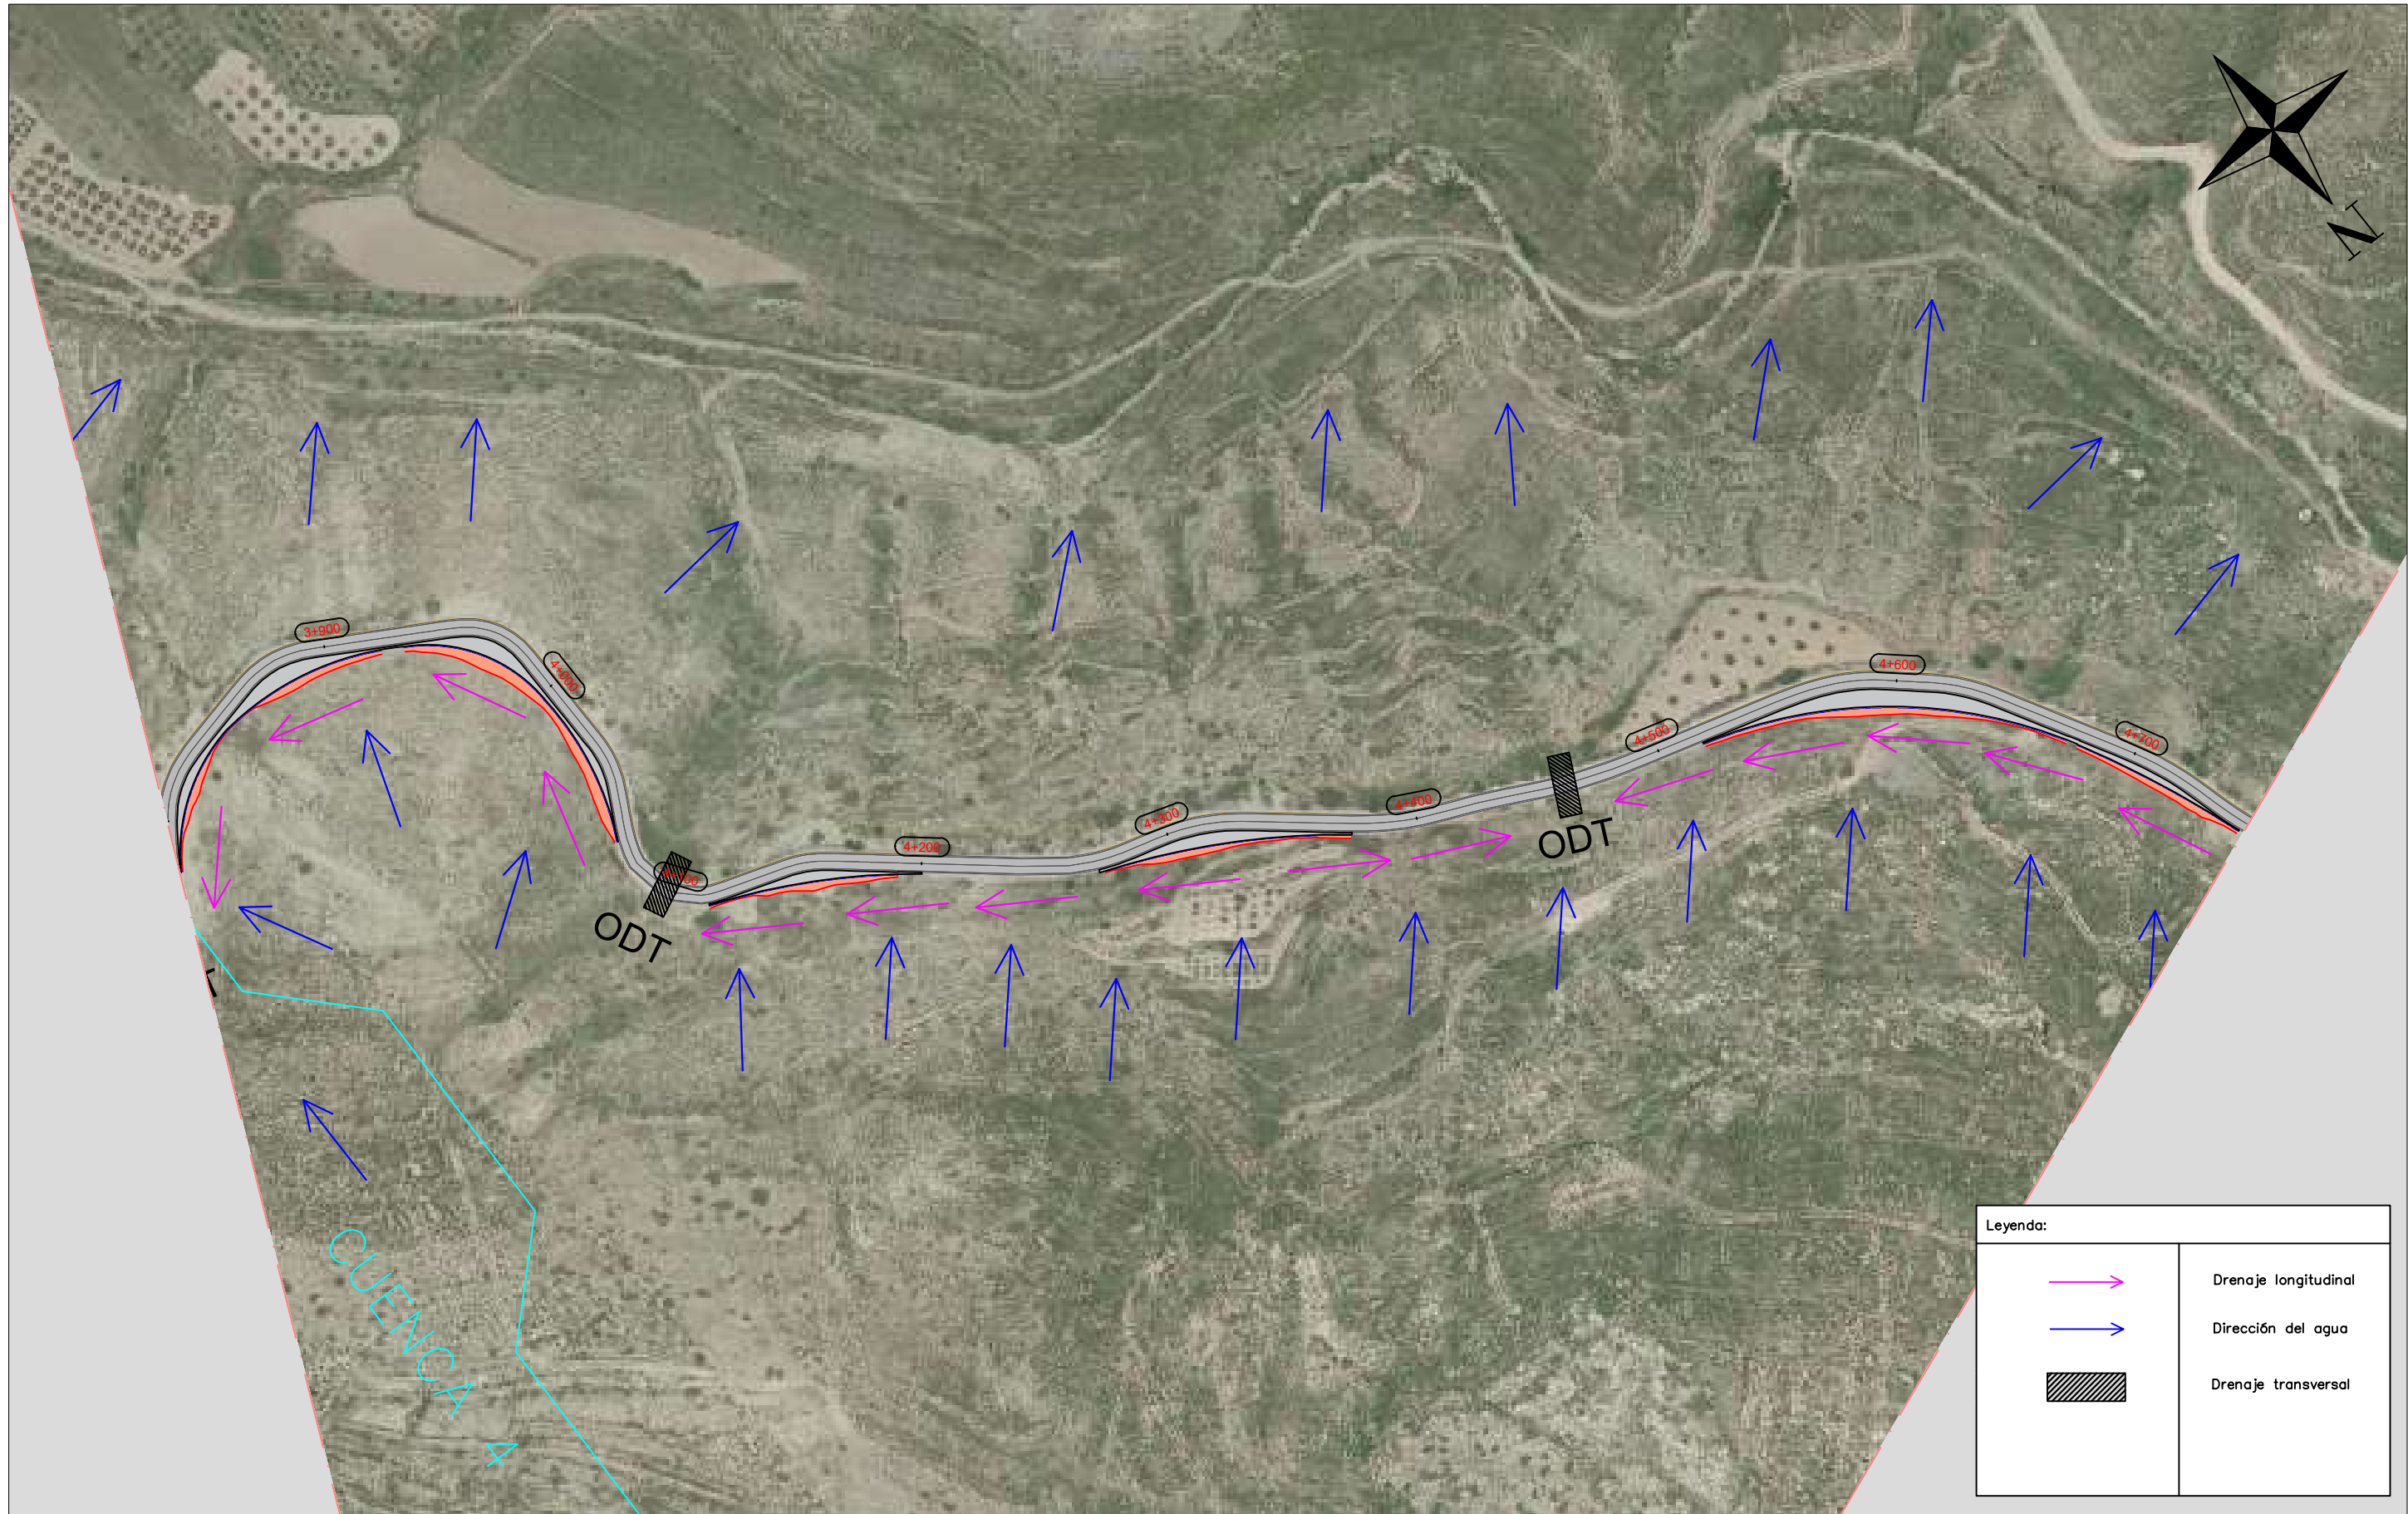 N
3+900
4+000
4+100
4+200
4+300
4+400
4+500
4+600
4+700
ODT
ODT
T
CUENCA 4
Leyenda:
Drenaje longitudinal
Dirección del agua
Drenaje transversal